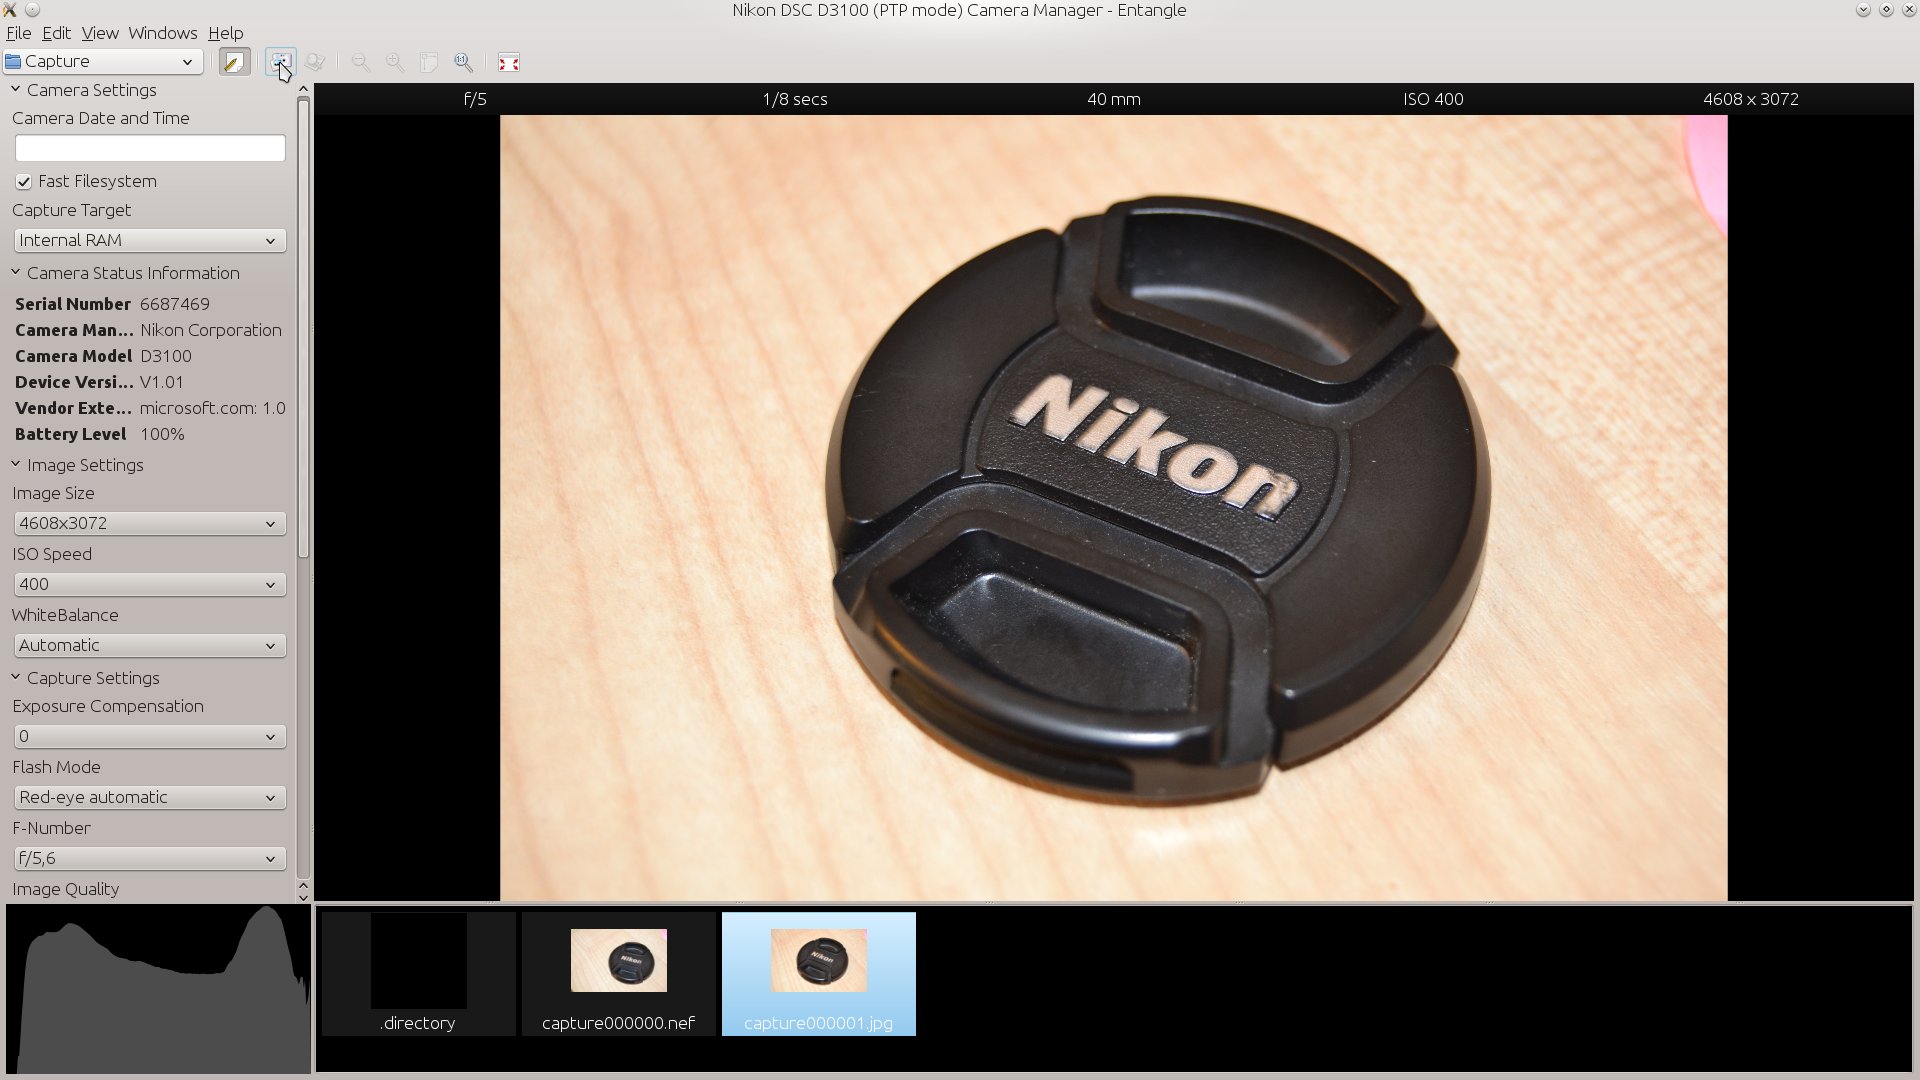 Nikon DSC D3100 (PTP mode) Camera Manager - Entangle
File Edit View Windows Help
Capture
1:1
Camera Settings
Camera Date and Time
Fast Filesystem
Capture Target
Internal RAM
Camera Status Information
Serial Number 6687469
Camera Man... Nikon Corporation
Camera Model D3100
Device Versi... V1.01
Vendor Exte... microsoft.com: 1.0
Battery Level 100%
Image Settings
Image Size
4608x3072
ISO Speed
400
WhiteBalance
Automatic
Capture Settings
Exposure Compensation
0
Flash Mode
Red-eye automatic
F-Number
f/5,6
Image Quality
f/5 1/8 secs 40 mm ISO 400 4608 x 3072
Nikon
.directory
Nikon
capture000000.nef
Nikon
capture000001.jpg